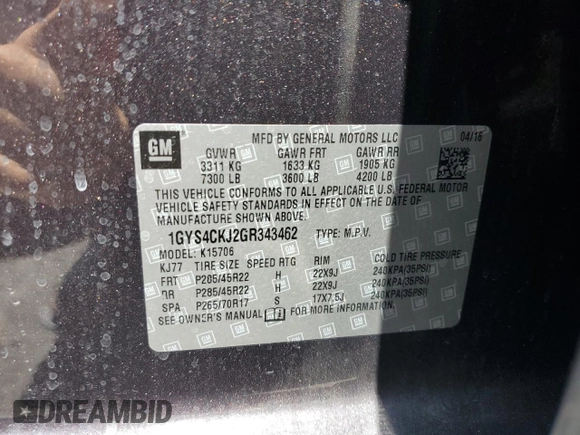 GM
MFD BY GENERAL MOTORS LLC 04/16
GVWR GAWR FRT GAWR RR
3311 KG 1633 KG 1905 KG
7300 LB 3600 LB 4200 LB
THIS VEHICLE CONFORMS TO ALL APPLICABLE U.S. FEDERAL MOTOR
VEHICLE SAFETY STANDARDS IN EFFECT ON THE DATE OF
MANUFACTURE SHOWN ABOVE.
1GYS4CKJ2GR343462 TYPE: M.P.V.
MODEL: K15706
KJ77 TIRE SIZE SPEED RTG RIM COLD TIRE PRESSURE
FRT P285/45R22 H 22X9J 240KPA(35PSI)
RR P285/45R22 H 22X9J 240KPA(35PSI)
SPA P265/70R17 S 17X7.5J 240KPA(35PSI)
SEE OWNER'S MANUAL FOR MORE INFORMATION.
DREAMBID